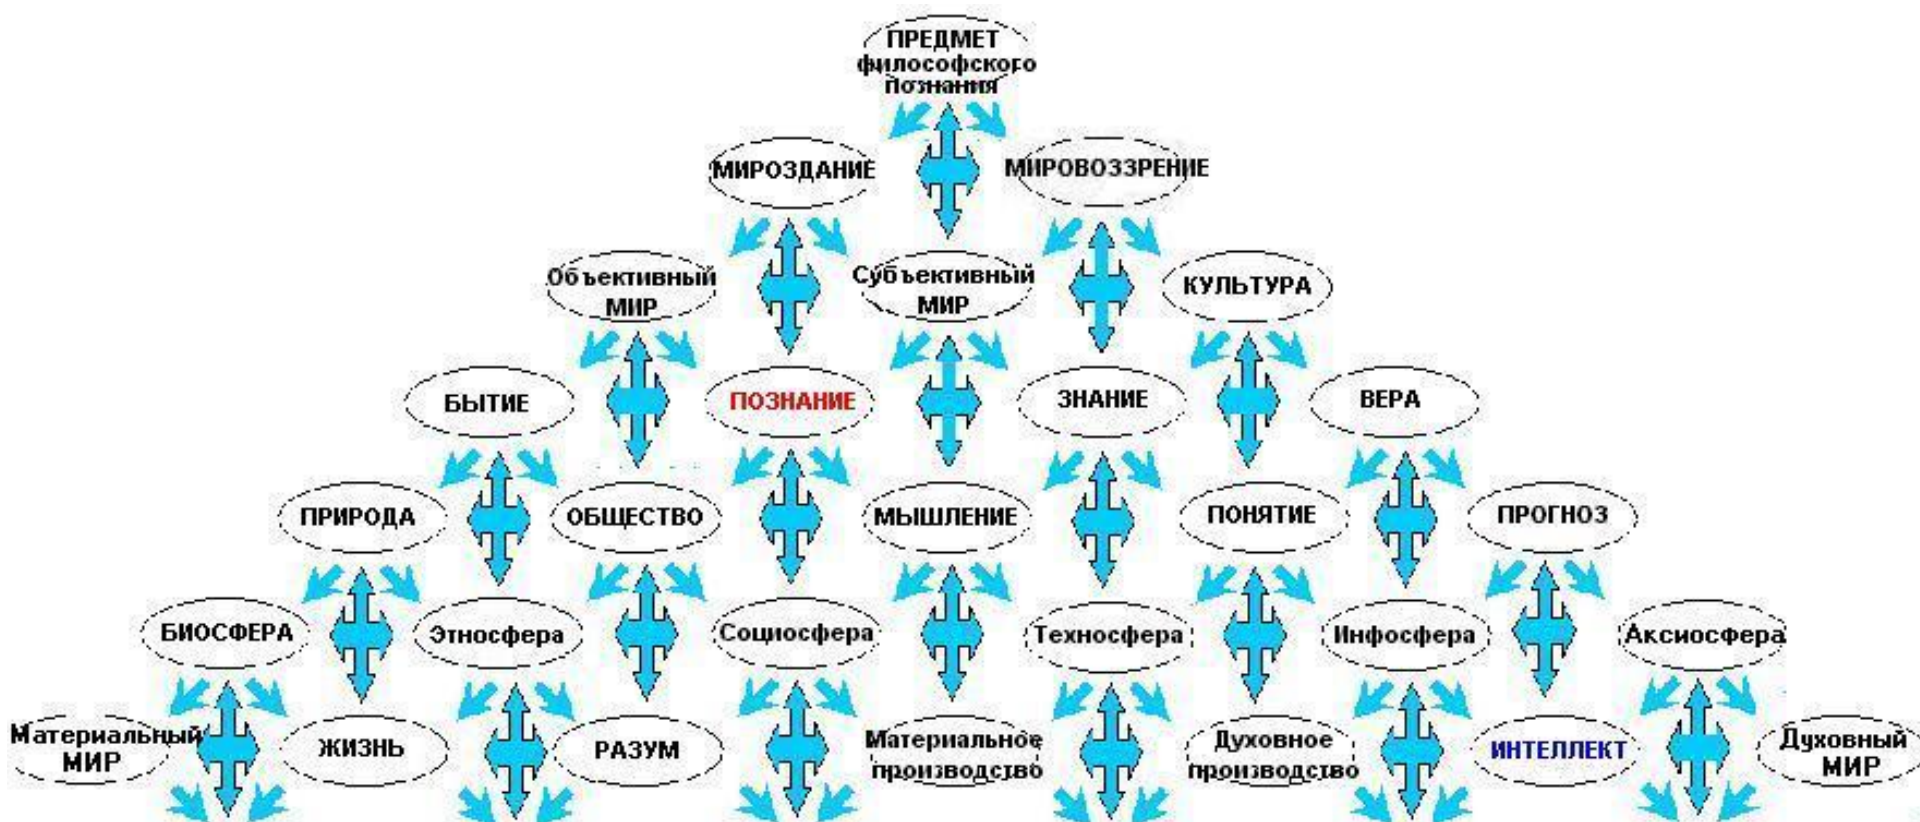 ПРЕДМЕТ
философского
познания
МИРОЗДАНИЕ
МИРОВОЗЗРЕНИЕ
Объективный
МИР
Субъективный
МИР
КУЛЬТУРА
БЫТИЕ
ПОЗНАНИЕ
ЗНАНИЕ
ВЕРА
ПРИРОДА
ОБЩЕСТВО
МЫШЛЕНИЕ
ПОНЯТИЕ
ПРОГНОЗ
БИОСФЕРА
Этносфера
Социосфера
Техносфера
Инфосфера
Аксиосфера
Материальный
МИР
ЖИЗНЬ
РАЗУМ
Материальное
производство
Духовное
производство
ИНТЕЛЛЕКТ
Духовный
МИР